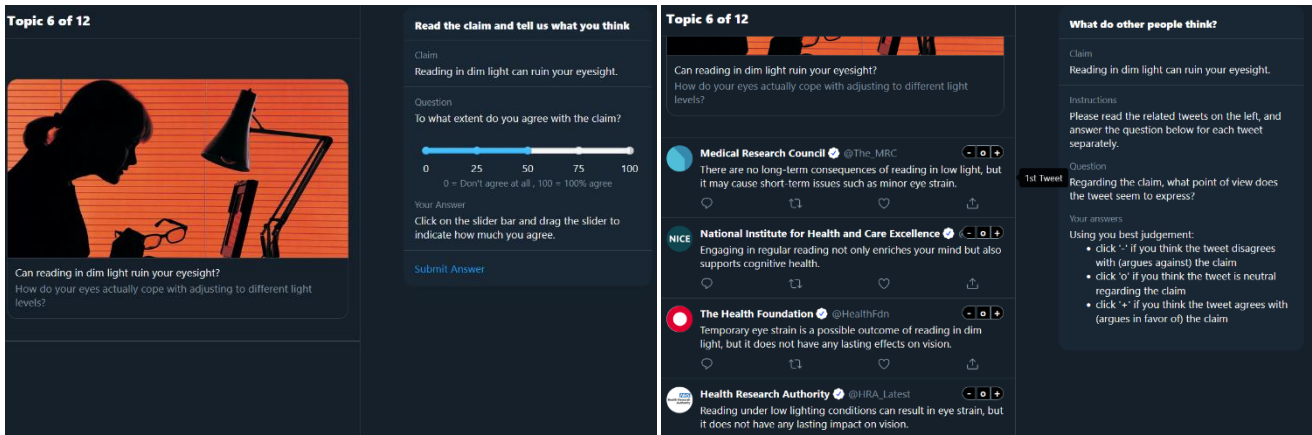 Topic 6 of 12
Can reading in dim light ruin your eyesight?
How do your eyes actually cope with adjusting to different light
levels?
Read the claim and tell us what you think
Claim
Reading in dim light can ruin your eyesight.
Question
To what extent do you agree with the claim?
0 25 50 75 100
0 = Don't agree at all , 100 = 100% agree
Your Answer
Click on the slider bar and drag the slider to
indicate how much you agree.
Submit Answer
Topic 6 of 12
Can reading in dim light ruin your eyesight?
How do your eyes actually cope with adjusting to different light
levels?
Medical Research Council @The_MRC - o +
There are no long-term consequences of reading in low light, but
it may cause short-term issues such as minor eye strain.
1st Tweet
NICE
National Institute for Health and Care Excellence - o +
Engaging in regular reading not only enriches your mind but also
supports cognitive health.
The Health Foundation @HealthFdn - o +
Temporary eye strain is a possible outcome of reading in dim
light, but it does not have any lasting effects on vision.
NHS
Health Research Authority @HRA_Latest - o +
Reading under low lighting conditions can result in eye strain, but
it does not have any lasting impact on vision.
What do other people think?
Claim
Reading in dim light can ruin your eyesight.
Instructions
Please read the related tweets on the left, and
answer the question below for each tweet
separately.
Question
Regarding the claim, what point of view does
the tweet seem to express?
Your answers
Using you best judgement:
• click '-' if you think the tweet disagrees
with (argues against) the claim
• click 'o' if you think the tweet is neutral
regarding the claim
• click '+' if you think the tweet agrees with
(argues in favor of) the claim